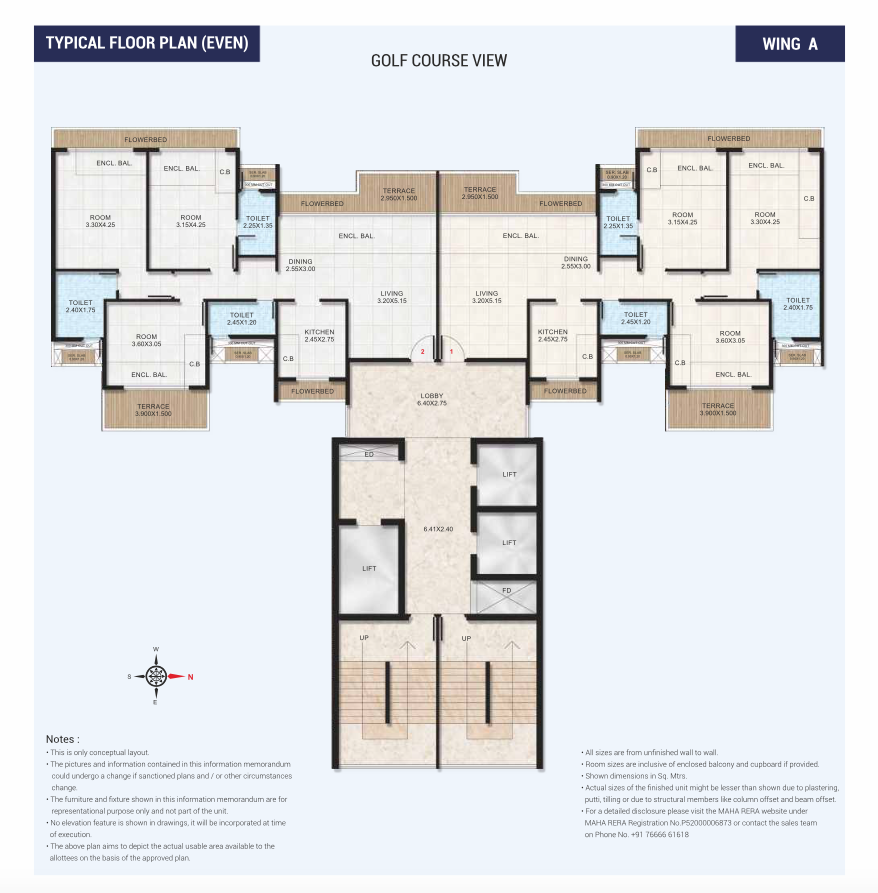 TYPICAL FLOOR PLAN (EVEN)
WING A
GOLF COURSE VIEW
FLOWERBED
FLOWERBED
ENCL. BAL.
ENCL. BAL.
C.B
ROOM
3.30X4.25
ROOM
3.15X4.25
TOILET
2.25X1.35
FLOWERBED
TERRACE
2.950X1.500
TERRACE
2.950X1.500
FLOWERBED
C.B
ENCL. BAL.
ENCL. BAL.
C.B
TOILET
2.25X1.35
ROOM
3.15X4.25
ROOM
3.30X4.25
ENCL. BAL.
ENCL. BAL.
DINING
2.55X3.00
DINING
2.55X3.00
LIVING
3.20X5.15
LIVING
3.20X5.15
TOILET
2.40X1.75
TOILET
2.45X1.20
KITCHEN
2.45X2.75
KITCHEN
2.45X2.75
TOILET
2.45X1.20
TOILET
2.40X1.75
ROOM
3.60X3.05
ROOM
3.60X3.05
2
1
C.B
C.B
C.B
C.B
ENCL. BAL.
ENCL. BAL.
FLOWERBED
FLOWERBED
TERRACE
3.900X1.500
TERRACE
3.900X1.500
LOBBY
6.40X2.75
ED
LIFT
6.41X2.40
LIFT
LIFT
FD
UP
UP
W
S
N
E
Notes :
• This is only conceptual layout.
• The pictures and information contained in this information memorandum
could undergo a change if sanctioned plans and / or other circumstances
change.
• The furniture and fixture shown in this information memorandum are for
representational purpose only and not part of the unit.
• No elevation feature is shown in drawings, it will be incorporated at time
of execution.
• The above plan aims to depict the actual usable area available to the
allottees on the basis of the approved plan.
• All sizes are from unfinished wall to wall.
• Room sizes are inclusive of enclosed balcony and cupboard if provided.
• Shown dimensions in Sq. Mtrs.
• Actual sizes of the finished unit might be lesser than shown due to plastering,
putti, tilling or due to structural members like column offset and beam offset.
• For a detailed disclosure please visit the MAHA RERA website under
MAHA RERA Registration No.P52000006873 or contact the sales team
on Phone No. +91 76666 61618